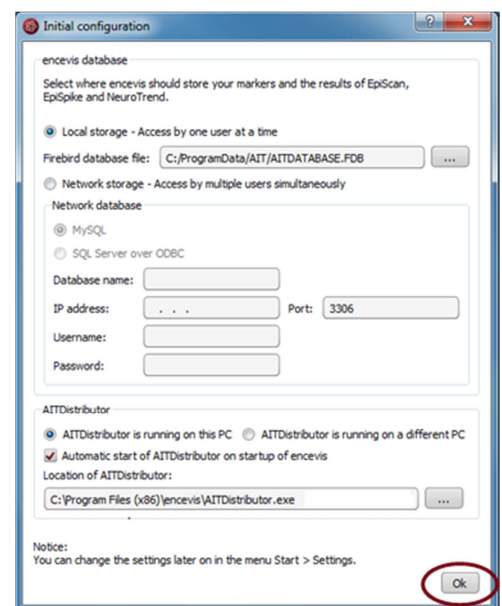 Initial configuration
encevis database
Select where encevis should store your markers and the results of EpiScan,
EpiSpike and NeuroTrend.
Local storage - Access by one user at a time
Firebird database file: C:/ProgramData/AIT/AITDATABASE.FDB ...
Network storage - Access by multiple users simultaneously
Network database
MySQL
SQL Server over ODBC
Database name:
IP address: . . . Port: 3306
Username:
Password:
AITDistributor
AITDistributor is running on this PC AITDistributor is running on a different PC
Automatic start of AITDistributor on startup of encevis
Location of AITDistributor:
C:\Program Files (x86)\encevis\AITDistributor.exe ...
Notice:
You can change the settings later on in the menu Start > Settings.
Ok